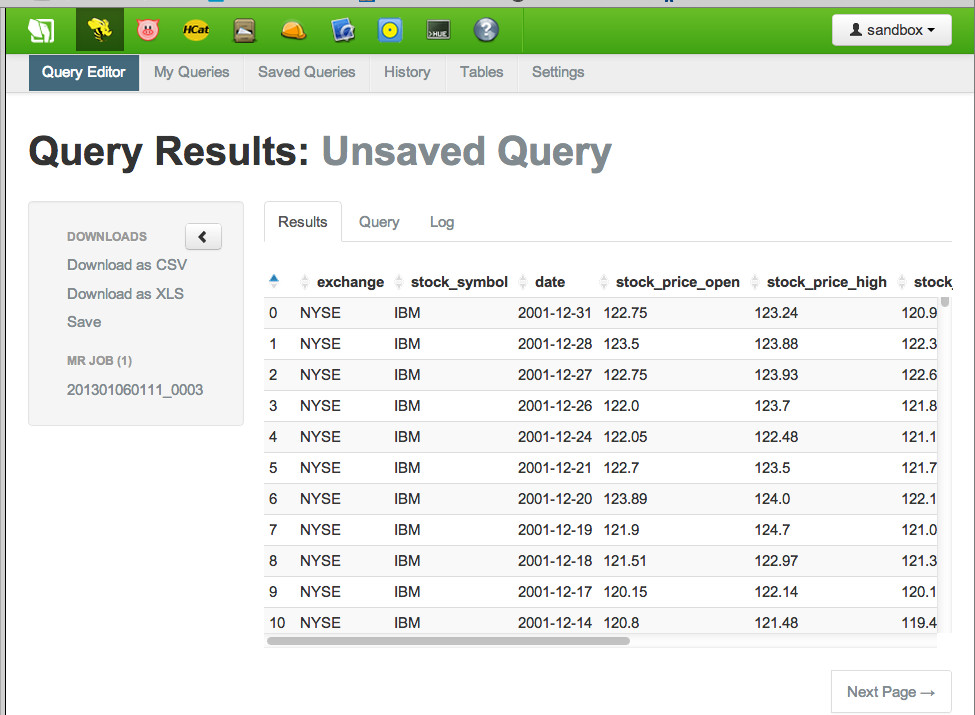 HCat >HUE ? sandbox
Query Editor My Queries Saved Queries History Tables Settings
Query Results: Unsaved Query
DOWNLOADS
Download as CSV
Download as XLS
Save
MR JOB (1)
201301060111_0003
Results Query Log
exchange stock_symbol date stock_price_open stock_price_high stock_
0 NYSE IBM 2001-12-31 122.75 123.24 120.9
1 NYSE IBM 2001-12-28 123.5 123.88 122.3
2 NYSE IBM 2001-12-27 122.75 123.93 122.6
3 NYSE IBM 2001-12-26 122.0 123.7 121.8
4 NYSE IBM 2001-12-24 122.05 122.48 121.1
5 NYSE IBM 2001-12-21 122.7 123.5 121.7
6 NYSE IBM 2001-12-20 123.89 124.0 122.1
7 NYSE IBM 2001-12-19 121.9 124.7 121.0
8 NYSE IBM 2001-12-18 121.51 122.97 121.3
9 NYSE IBM 2001-12-17 120.15 122.14 120.1
10 NYSE IBM 2001-12-14 120.8 121.48 119.4
Next Page →